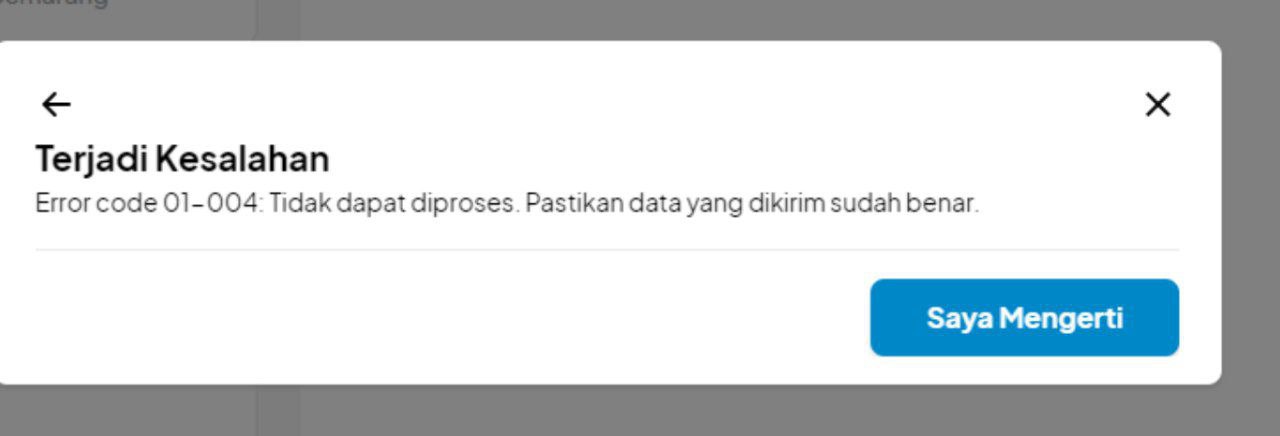 Terjadi Kesalahan
Error code 01-004: Tidak dapat diproses. Pastikan data yang dikirim sudah benar.
Saya Mengerti